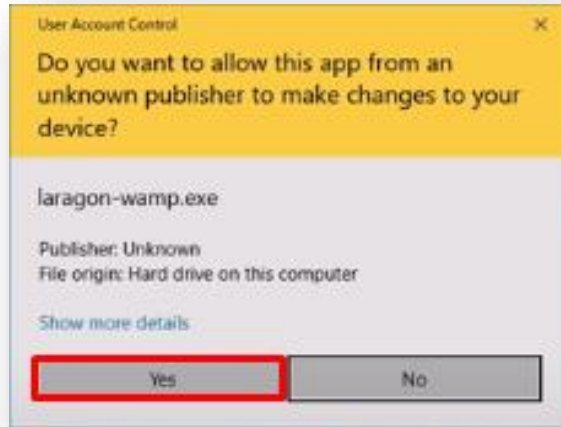 User Account Control
Do you want to allow this app from an
unknown publisher to make changes to your
device?
laragon-wamp.exe
Publisher: Unknown
File origin: Hard drive on this computer
Show more details
Yes
No